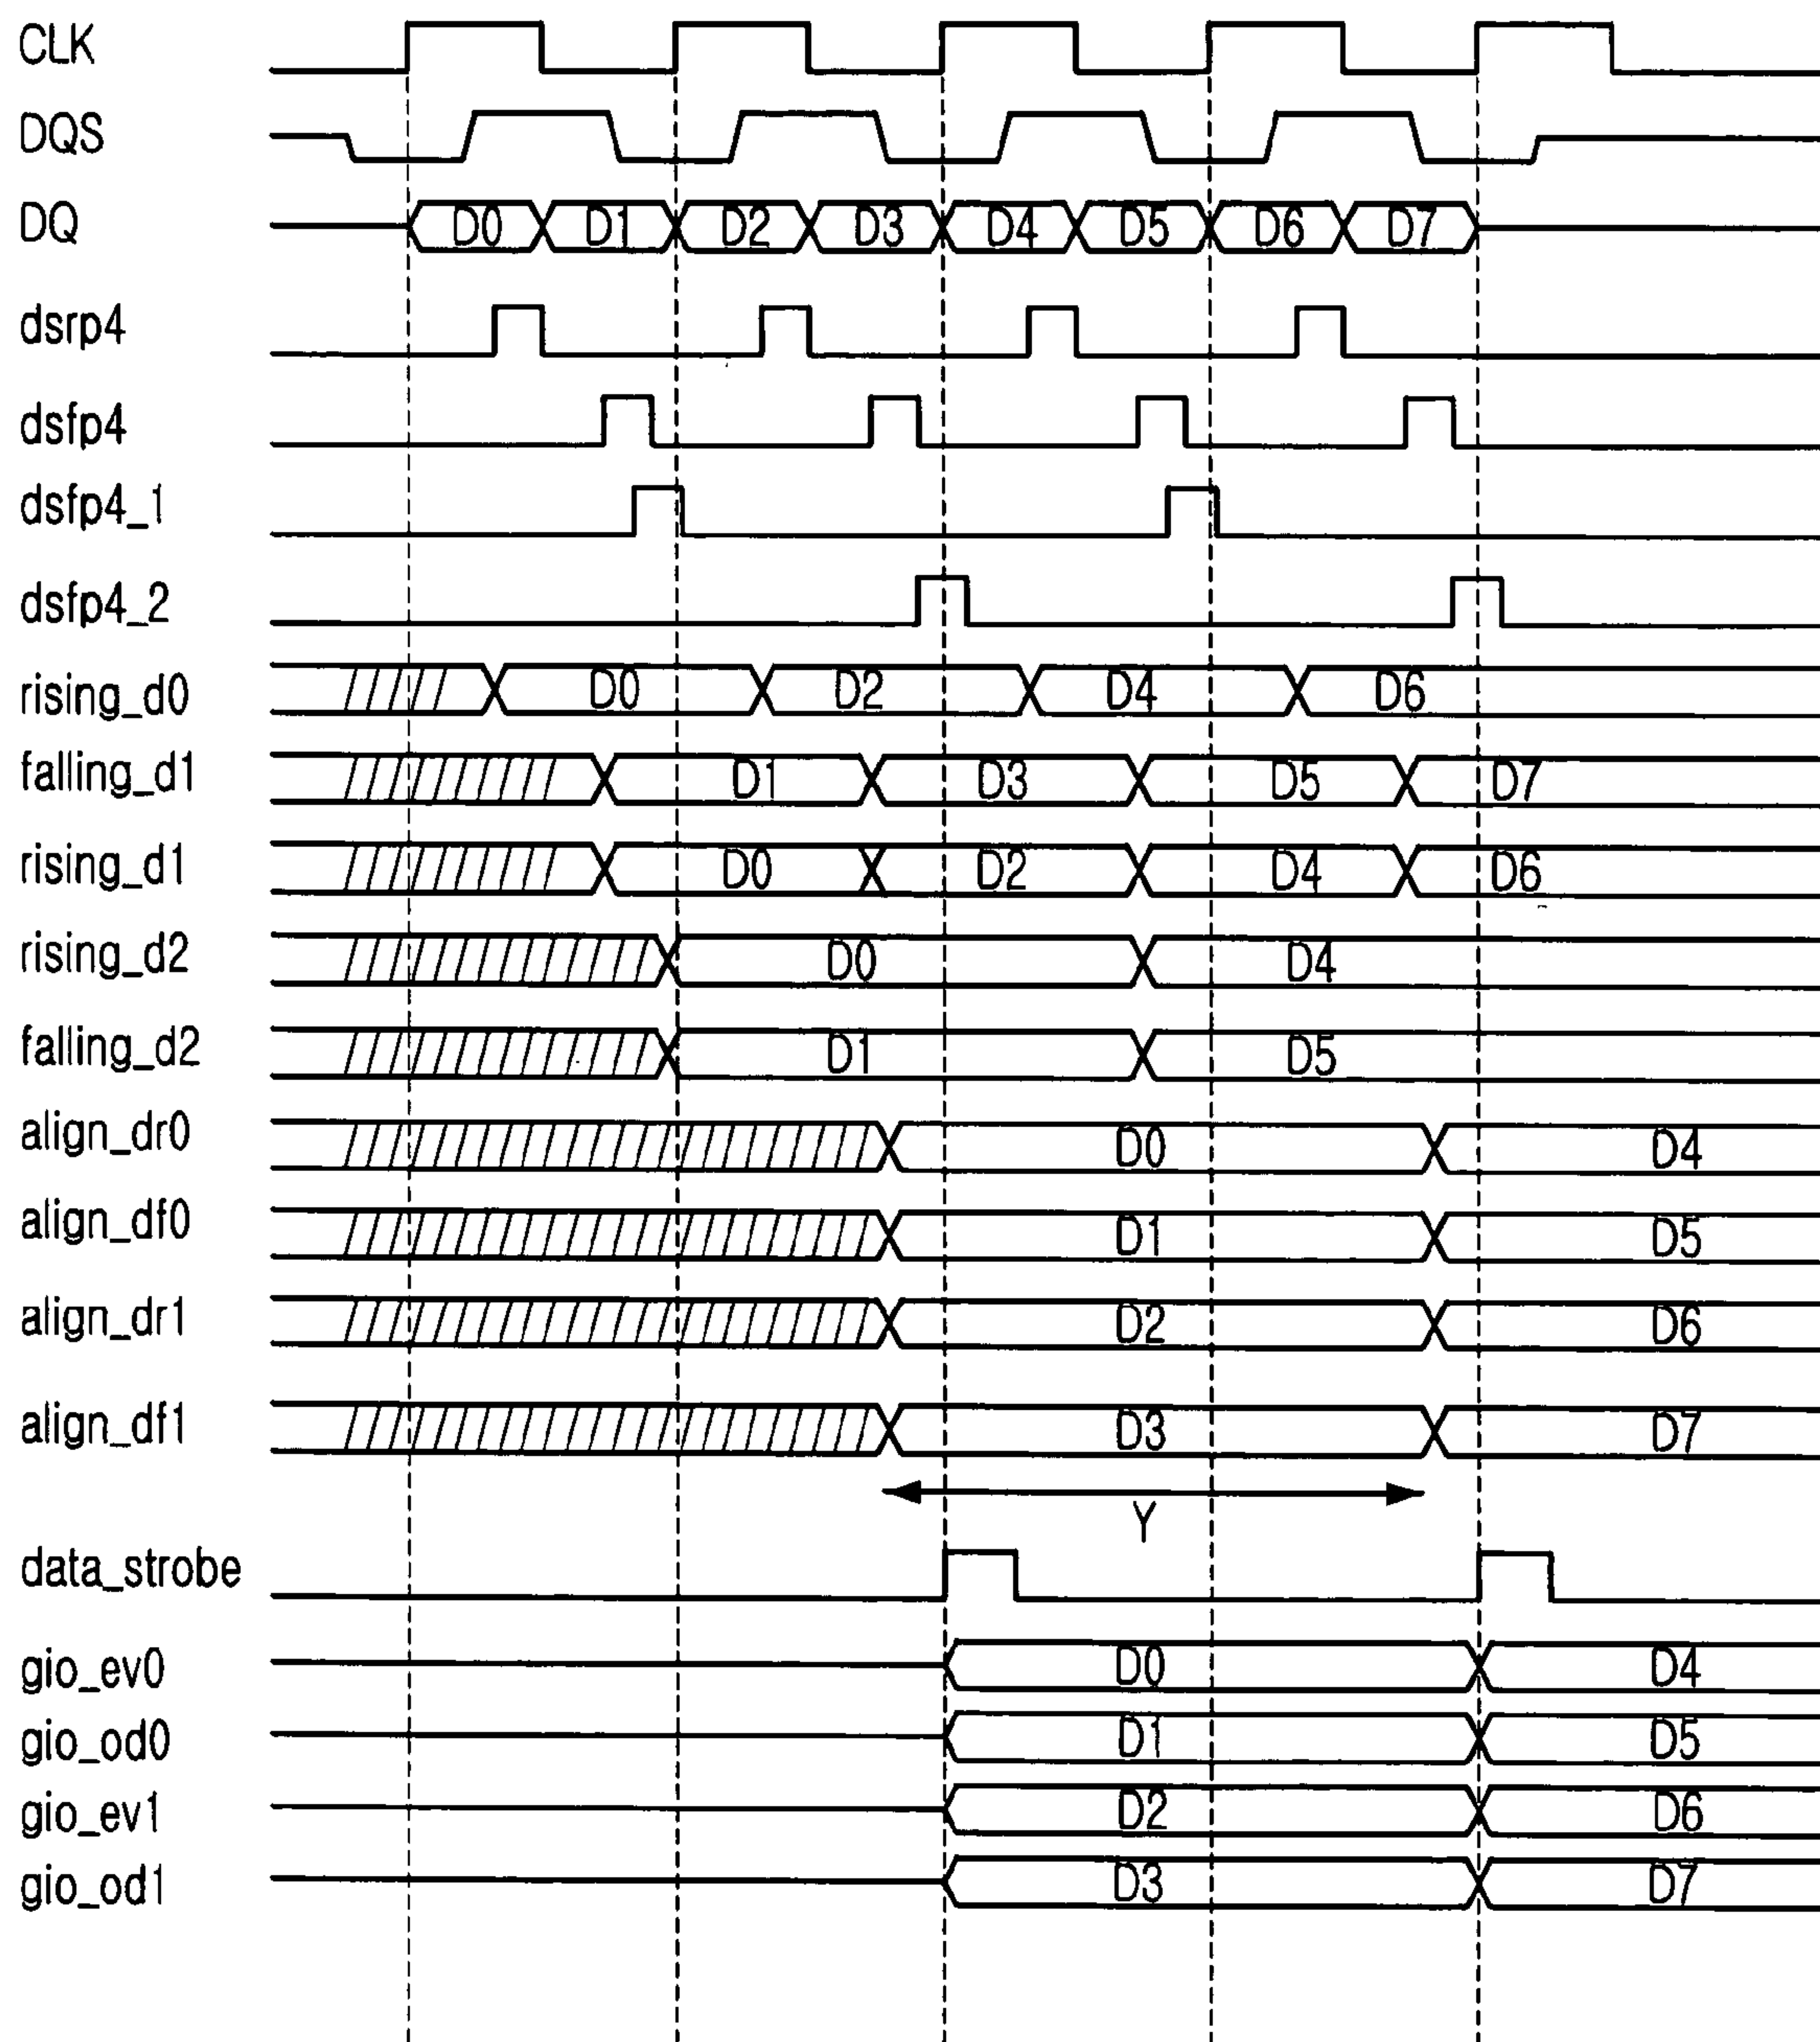 CLK
DQS
DQ D0 D1 D2 D3 D4 D5 D6 D7
dsrp4
dsfp4
dsfp4_1
dsfp4_2
rising_d0 D0 D2 D4 D6
falling_d1 D1 D3 D5 D7
rising_d1 D0 D2 D4 D6
rising_d2 D0 D4
falling_d2 D1 D5
align_dr0 D0 D4
align_df0 D1 D5
align_dr1 D2 D6
align_df1 D3 D7
Y
data_strobe
gio_ev0 D0 D4
gio_od0 D1 D5
gio_ev1 D2 D6
gio_od1 D3 D7